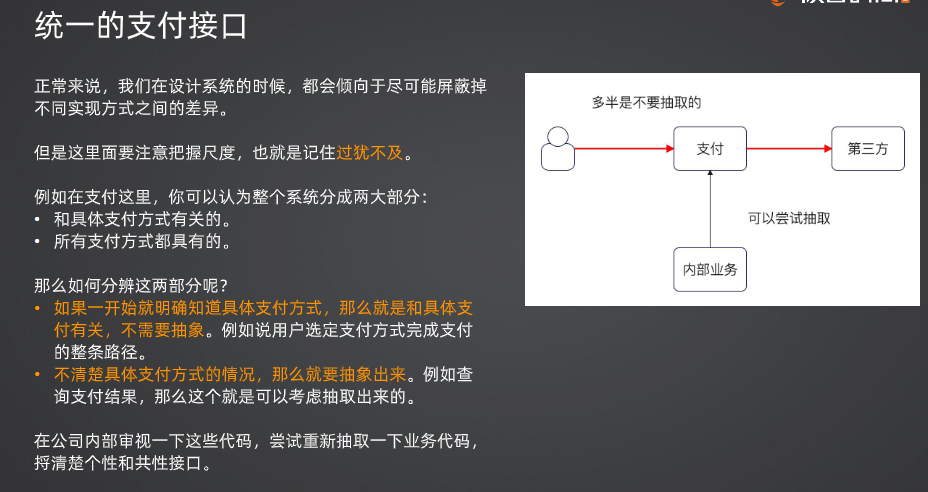 统一的支付接口
正常来说，我们在设计系统的时候，都会倾向于尽可能屏蔽掉
不同实现方式之间的差异。
但是这里面要注意把握尺度，也就是记住过犹不及。
例如在支付这里，你可以认为整个系统分成两大部分：
• 和具体支付方式有关的。
• 所有支付方式都具有的。
那么如何分辨这两部分呢？
• 如果一开始就明确知道具体支付方式，那么就是和具体支
付有关，不需要抽象。例如说用户选定支付方式完成支付
的整条路径。
• 不清楚具体支付方式的情况，那么就要抽象出来。例如查
询支付结果，那么这个就是可以考虑抽取出来的。
在公司内部审视一下这些代码，尝试重新抽取一下业务代码，
捋清楚个性和共性接口。
多半是不要抽取的
支付
第三方
可以尝试抽取
内部业务